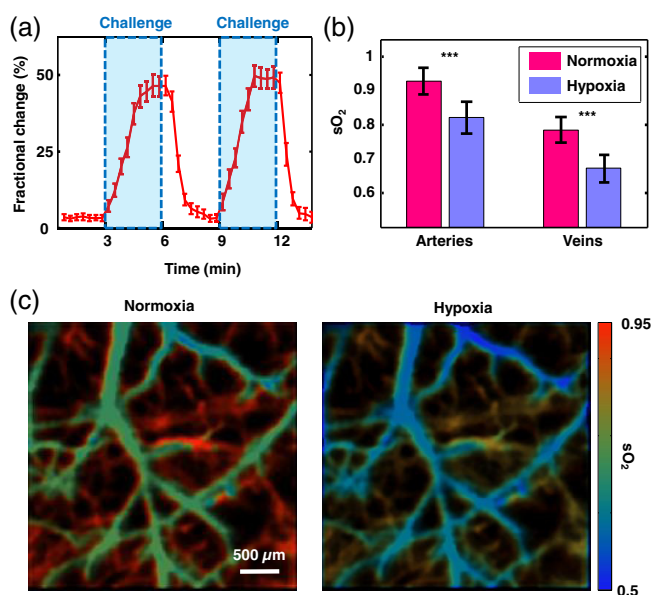 (a)
Challenge
Challenge
Fractional change (%)
50
25
0
3
6
9
12
Time (min)
(b)
sO2
1
0.9
0.8
0.7
0.6
***
***
Normoxia
Hypoxia
Arteries
Veins
(c)
Normoxia
Hypoxia
500 µm
0.95
sO2
0.5